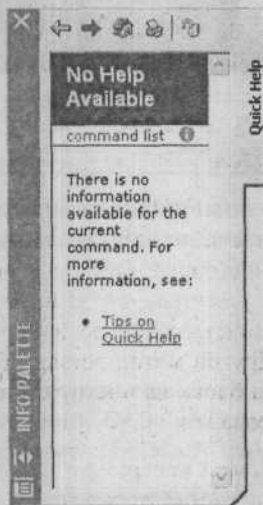 No Help
Available
command list
There is no
information
available for the
current
command. For
more
information, see:
• Tips on
Quick Help
INFO PALETTE
Quick Help